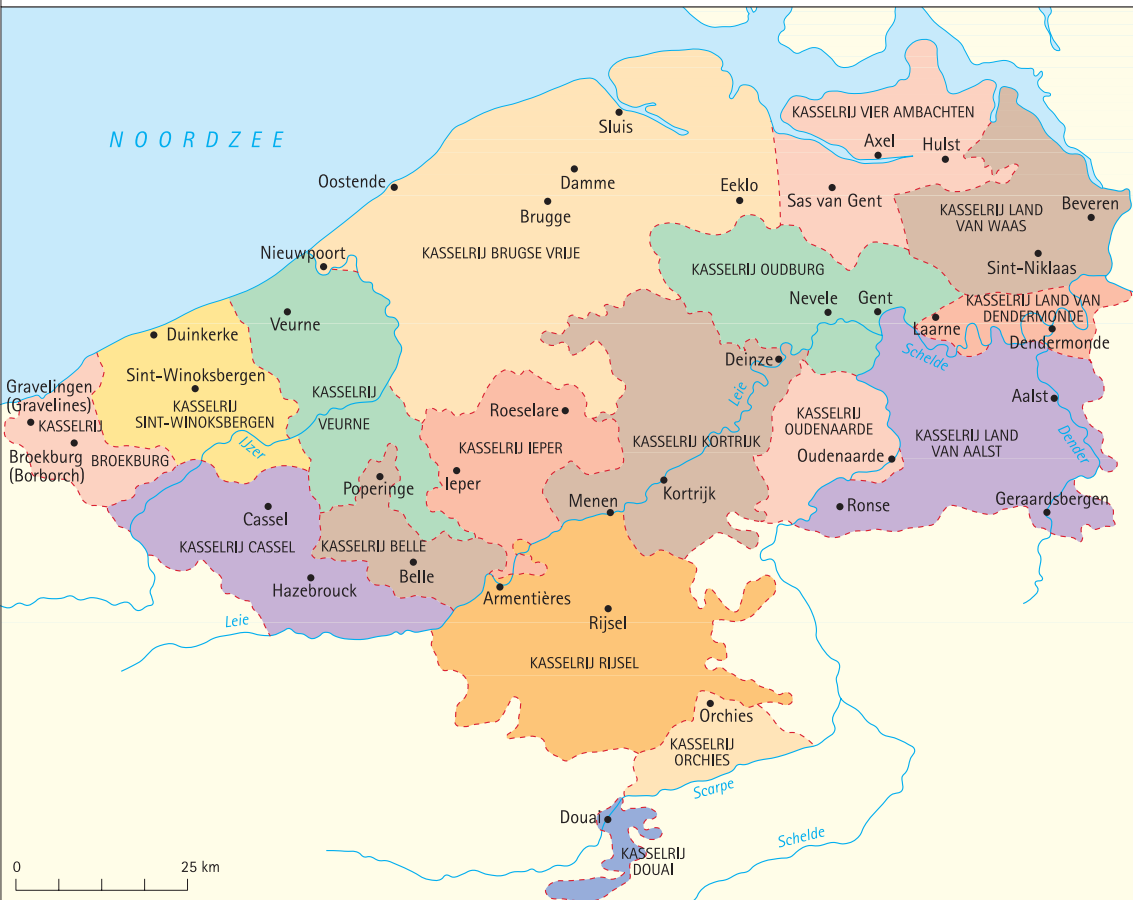 NOORDZEE
Sluis
KASSELRIJ VIER AMBACHTEN
Axel
Hulst
Oostende
Damme
Brugge
Eeklo
Sas van Gent
KASSELRIJ LAND
VAN WAAS
Beveren
Nieuwpoort
KASSELRIJ BRUGSE VRIJE
KASSELRIJ OUDBURG
Sint-Niklaas
Veurne
Nevele
Gent
KASSELRIJ LAND VAN
DENDERMONDE
Laarne
Dendermonde
Duinkerke
Deinze
Schelde
Sint-Winoksbergen
KASSELRIJ
SINT-WINOKSBERGEN
Gravelingen
(Gravelines)
KASSELRIJ
BROEKBURG
Broekburg
(Borborch)
IJzer
KASSELRIJ
VEURNE
Roeselare
KASSELRIJ IEPER
Ieper
Leie
KASSELRIJ KORTRIJK
KASSELRIJ
OUDENAARDE
Oudenaarde
Aalst
KASSELRIJ LAND
VAN AALST
Dender
Poperinge
Menen
Kortrijk
Ronse
Geraardsbergen
Cassel
KASSELRIJ CASSEL
KASSELRIJ BELLE
Belle
Hazebrouck
Armentières
Leie
Rijsel
KASSELRIJ RIJSEL
Orchies
KASSELRIJ
ORCHIES
Scarpe
Douai
KASSELRIJ
DOUAI
Schelde
0 25 km